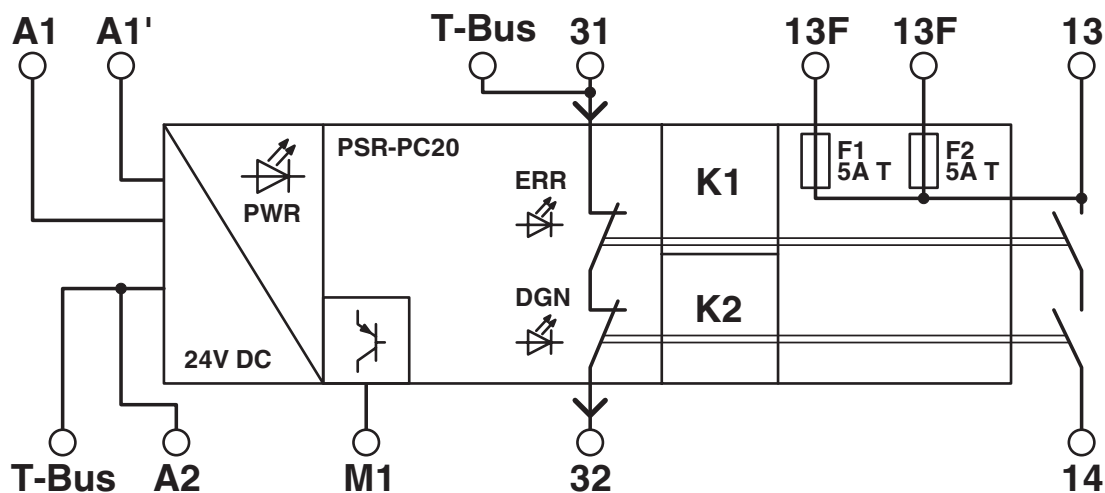 A1 A1' T-Bus 31 13F 13F 13
PSR-PC20
F1
5A T
F2
5A T
ERR
K1
PWR
DGN
K2
24V DC
T-Bus A2 M1 32 14